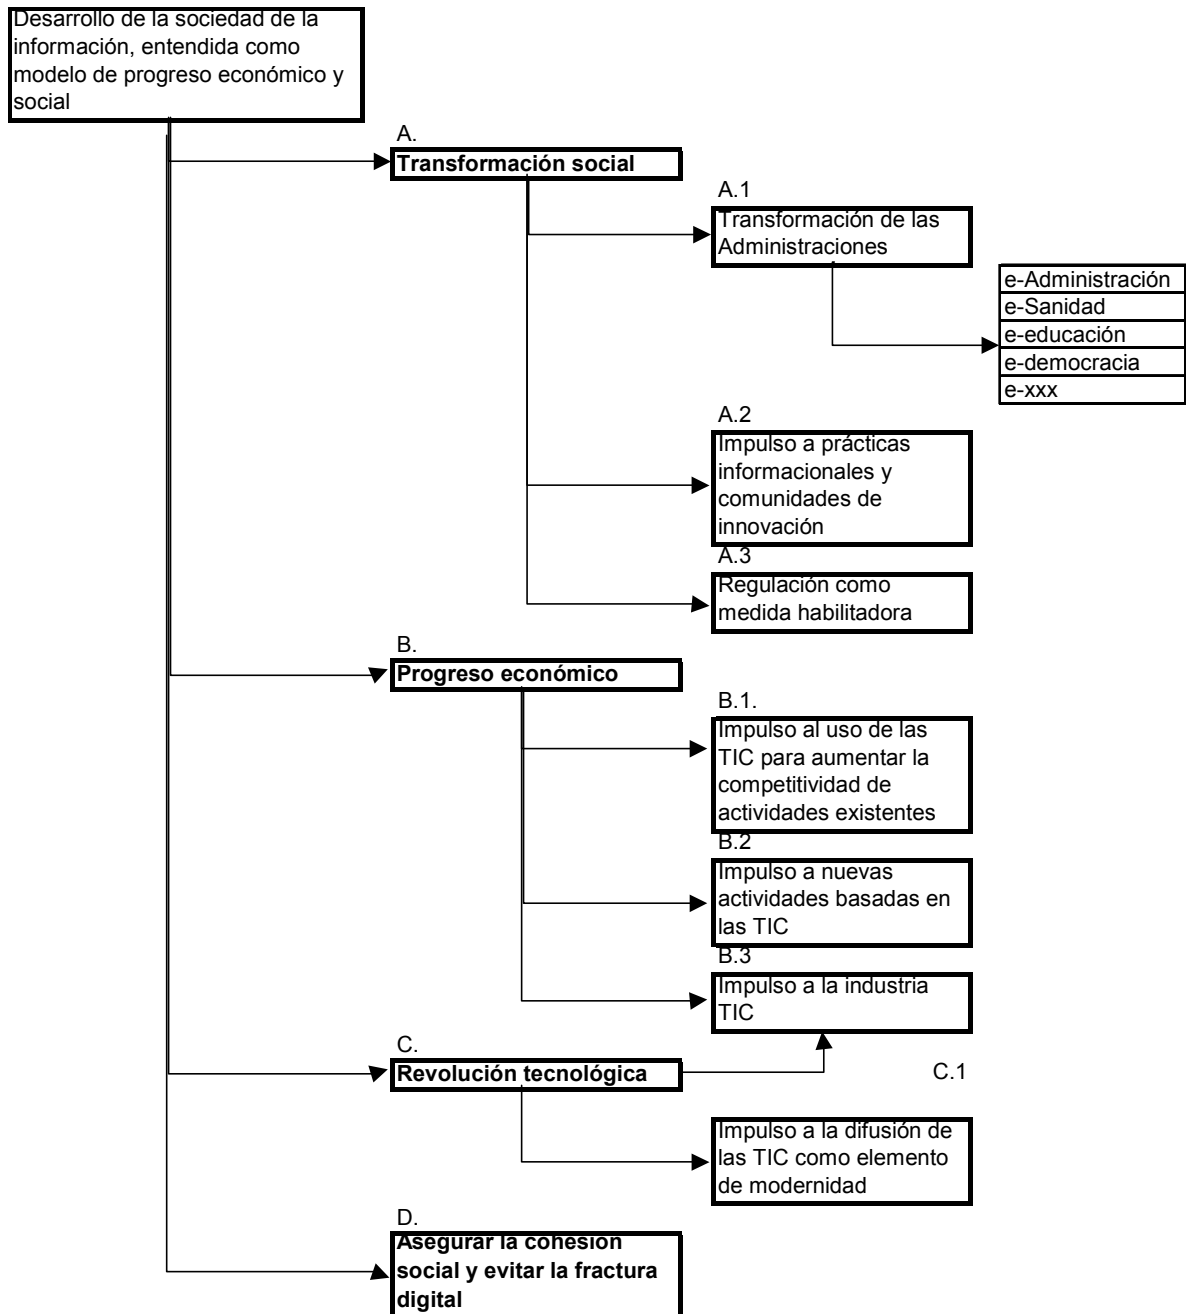 Desarrollo de la sociedad de la
información, entendida como
modelo de progreso económico y
social
A.
Transformación social
A.1
Transformación de las
Administraciones
e-Administración
e-Sanidad
e-educación
e-democracia
e-xxx
A.2
Impulso a prácticas
informacionales y
comunidades de
innovación
A.3
Regulación como
medida habilitadora
B.
Progreso económico
B.1.
Impulso al uso de las
TIC para aumentar la
competitividad de
actividades existentes
B.2
Impulso a nuevas
actividades basadas en
las TIC
B.3
Impulso a la industria
TIC
C.
Revolución tecnológica
C.1
Impulso a la difusión de
las TIC como elemento
de modernidad
D.
Asegurar la cohesión
social y evitar la fractura
digital